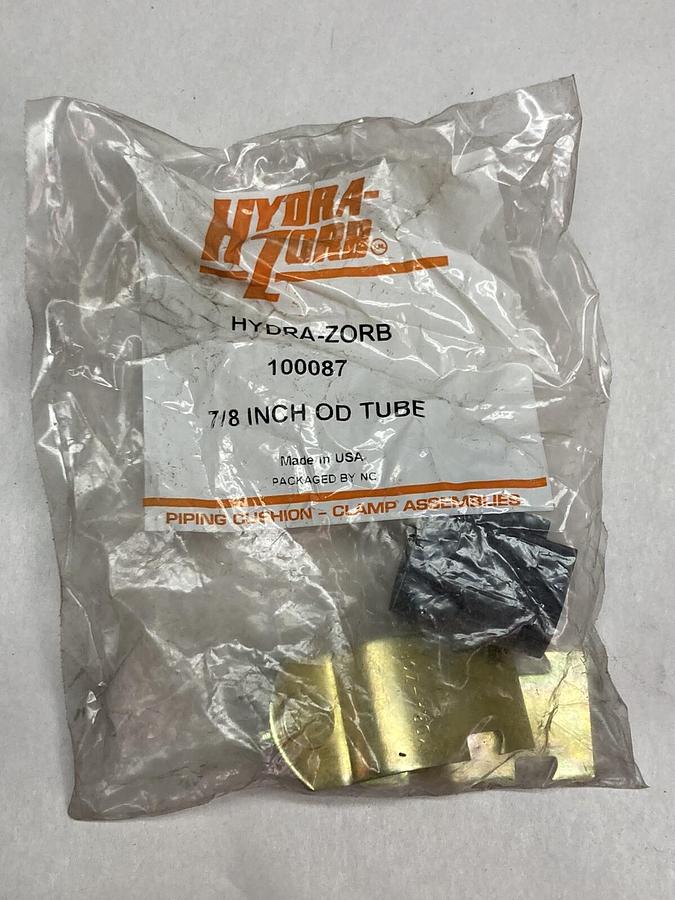 HYDRA-
ZORB
HYDRA-ZORB
100087
7/8 INCH OD TUBE
Made in USA
PACKAGED BY NC
PIPING CUSHION - CLAMP ASSEMBLIES